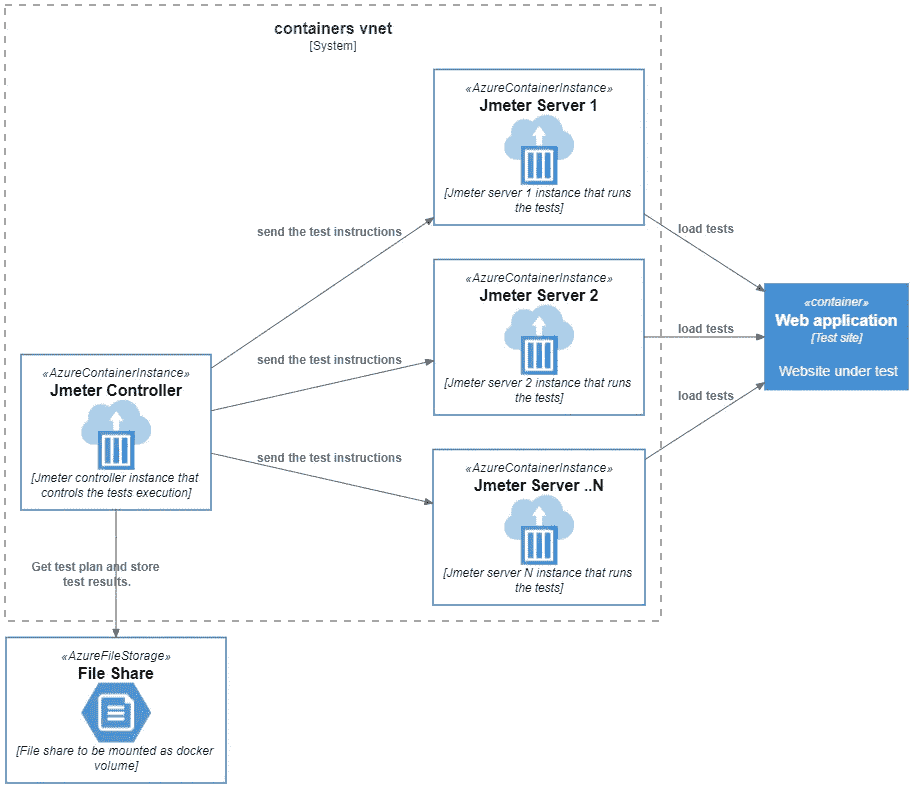 containers vnet
[System]
«AzureContainerInstance»
Jmeter Server 1
[Jmeter server 1 instance that runs
the tests]
send the test instructions
load tests
«AzureContainerInstance»
Jmeter Server 2
[Jmeter server 2 instance that runs
the tests]
send the test instructions
load tests
«container»
Web application
[Test site]
Website under test
«AzureContainerInstance»
Jmeter Controller
[Jmeter controller instance that
controls the tests execution]
send the test instructions
load tests
«AzureContainerInstance»
Jmeter Server ..N
[Jmeter server N instance that runs
the tests]
Get test plan and store
test results.
«AzureFileStorage»
File Share
[File share to be mounted as docker
volume]